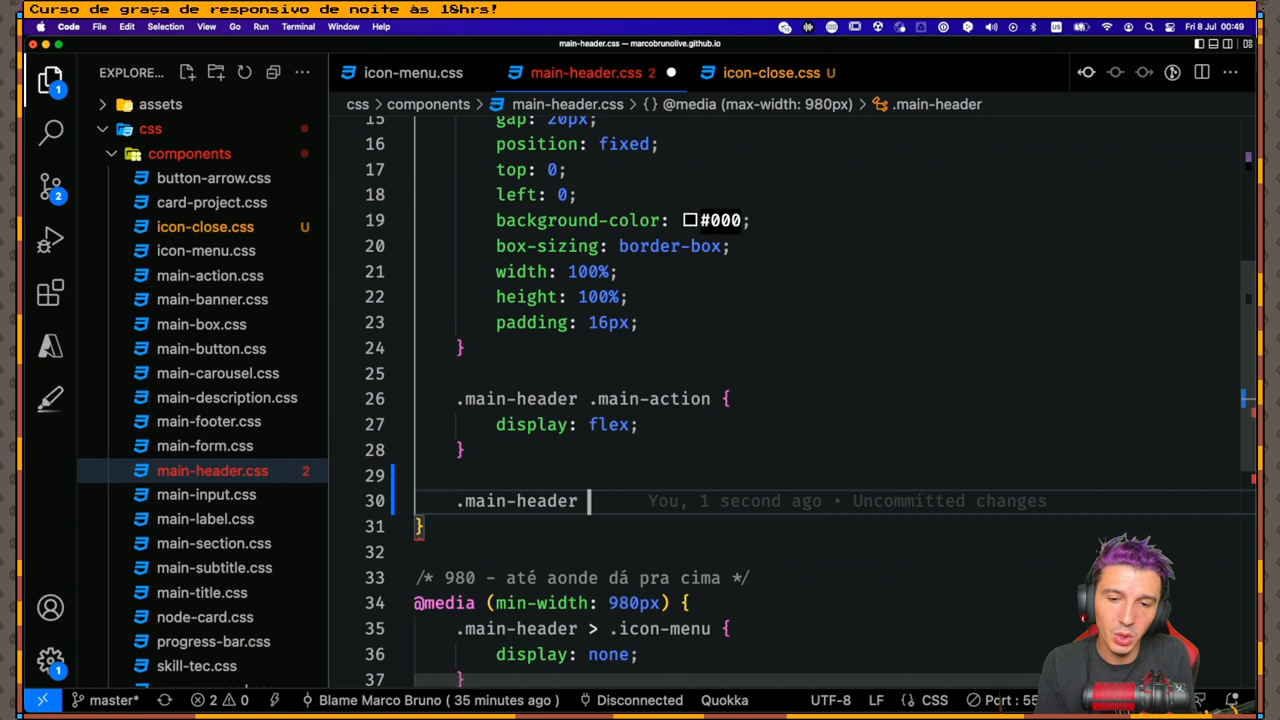 Curso de graça de responsivo de noite às 18hrs!
Code File Edit Selection View Go Run Terminal Window Help US Fri 8 Jul 00:49
main-header.css — marcobrunolive.github.io
EXPLORE... icon-menu.css main-header.css 2 icon-close.css U
1
assets
css
components
button-arrow.css
card-project.css
icon-close.css U
icon-menu.css
main-action.css
main-banner.css
main-box.css
main-button.css
main-carousel.css
main-description.css
main-footer.css
main-form.css
main-header.css 2
main-input.css
main-label.css
main-section.css
main-subtitle.css
main-title.css
node-card.css
progress-bar.css
skill-tec.css
2
1
css > components > main-header.css > {} @media (max-width: 980px) > .main-header
15 gap: 20px;
16 position: fixed;
17 top: 0;
18 left: 0;
19 background-color: #000;
20 box-sizing: border-box;
21 width: 100%;
22 height: 100%;
23 padding: 16px;
24 }
25
26 .main-header .main-action {
27 display: flex;
28 }
29
30 .main-header You, 1 second ago • Uncommitted changes
31 }
32
33 /* 980 - até aonde dá pra cima */
34 @media (min-width: 980px) {
35 .main-header > .icon-menu {
36 display: none;
37 }
master* 2 0 Blame Marco Bruno ( 35 minutes ago ) Disconnected Quokka UTF-8 LF {} CSS Port : 55